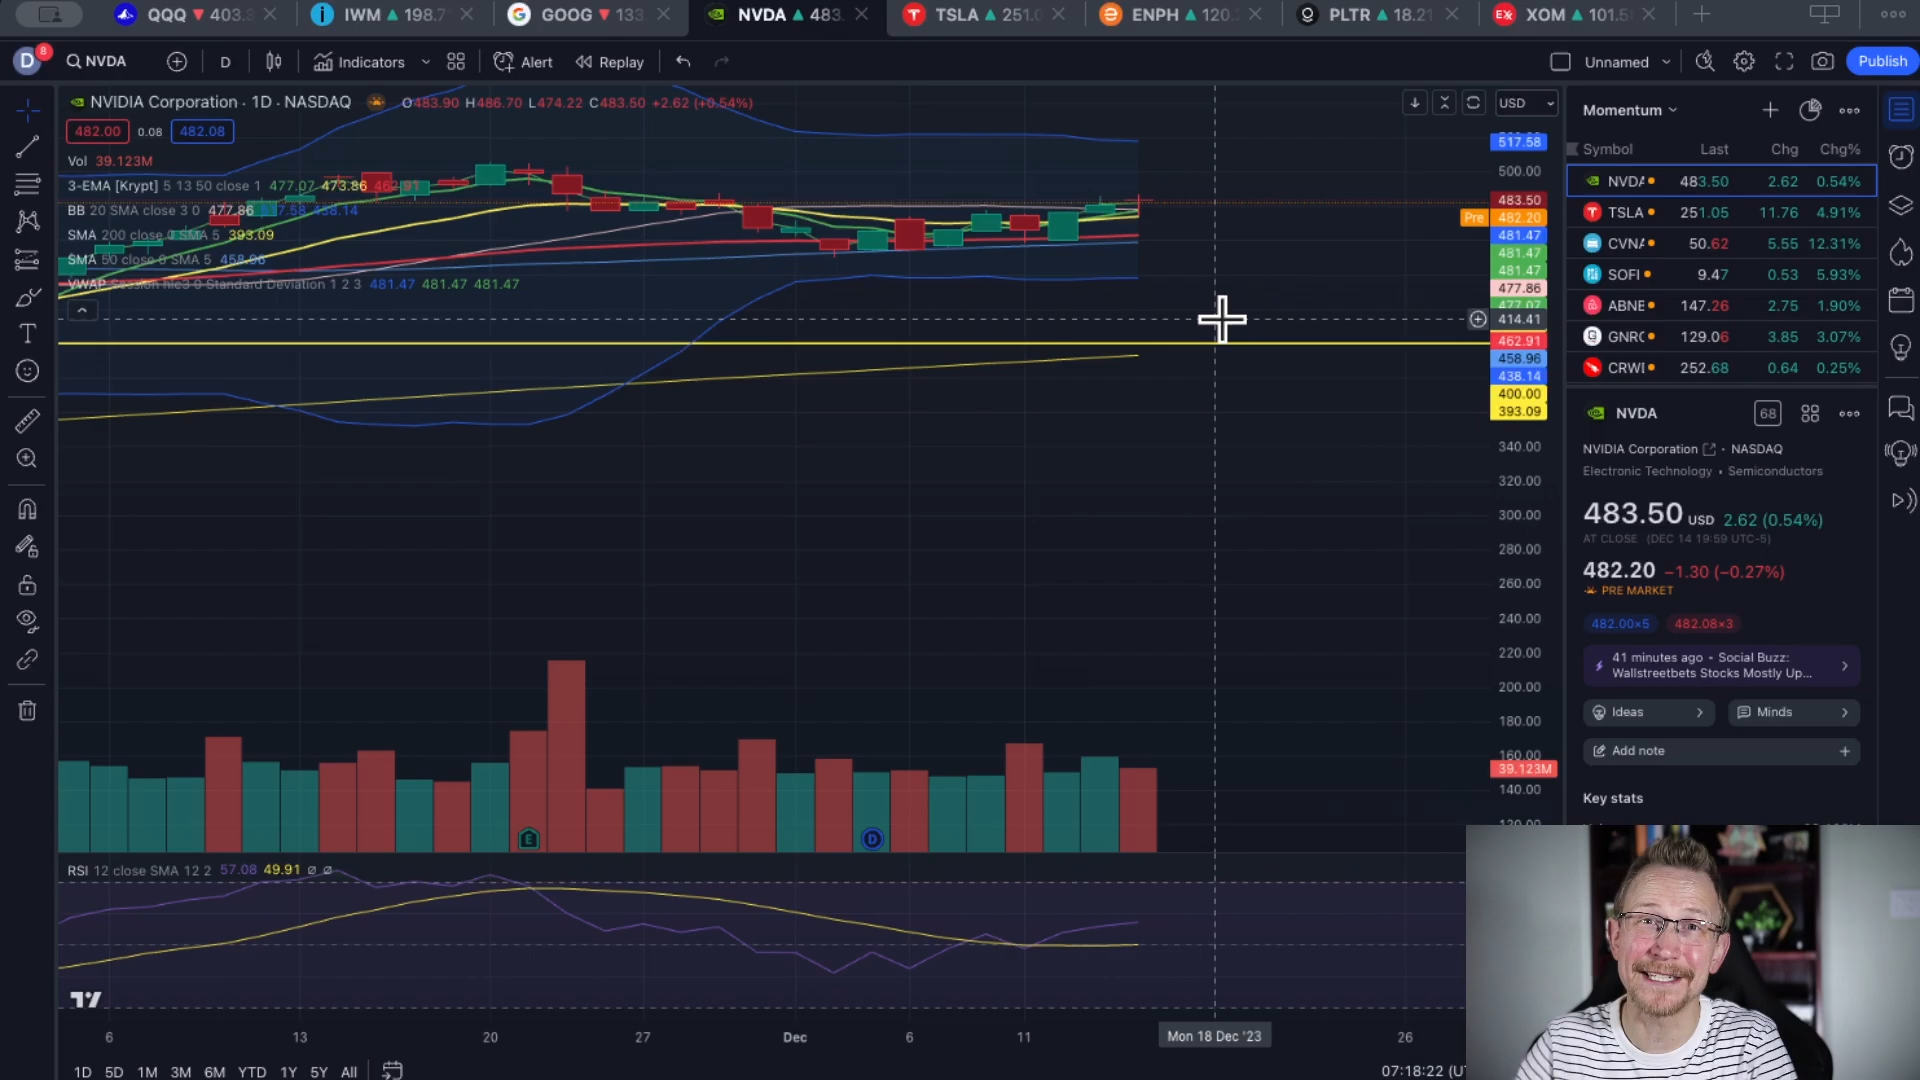 QQQ 403.
IWM 198.7
GOOG 133
NVDA 483.
TSLA 251.0
ENPH 120.
PLTR 18.21
XOM 101.5
D 8
NVDA
D
Indicators
Alert
Replay
Unnamed
Publish
NVIDIA Corporation · 1D · NASDAQ O483.90 H486.70 L474.22 C483.50 +2.62 (+0.54%)
482.00 0.08 482.08
Vol 39.123M
3-EMA [Krypt] 5 13 50 close 1 477.07 473.86 462.91
BB 20 SMA close 3 0 477.86 517.58 438.14
SMA 200 close 0 SMA 5 393.09
SMA 50 close 0 SMA 5 458.96
VWAP Session hlc3 0 Standard Deviation 1 2 3 481.47 481.47 481.47
USD
517.58
500.00
483.50
Pre 482.20
481.47
481.47
481.47
477.86
477.07
414.41
462.91
458.96
438.14
400.00
393.09
340.00
320.00
300.00
280.00
260.00
240.00
220.00
200.00
180.00
160.00
39.123M
140.00
120.00
E
D
RSI 12 close SMA 12 2 57.08 49.91 ∅ ∅
6 13 20 27 Dec 6 11 Mon 18 Dec '23 26
1D 5D 1M 3M 6M YTD 1Y 5Y All
07:18:22 (U
Momentum
Symbol Last Chg Chg%
NVDA 483.50 2.62 0.54%
TSLA 251.05 11.76 4.91%
CVNA 50.62 5.55 12.31%
SOFI 9.47 0.53 5.93%
ABNB 147.26 2.75 1.90%
GNRC 129.06 3.85 3.07%
CRWD 252.68 0.64 0.25%
NVDA
68
NVIDIA Corporation · NASDAQ
Electronic Technology • Semiconductors
483.50 USD 2.62 (0.54%)
AT CLOSE (DEC 14 19:59 UTC-5)
482.20 −1.30 (−0.27%)
PRE MARKET
482.00×5 482.08×3
41 minutes ago • Social Buzz:
Wallstreetbets Stocks Mostly Up...
Ideas
Minds
Add note
Key stats